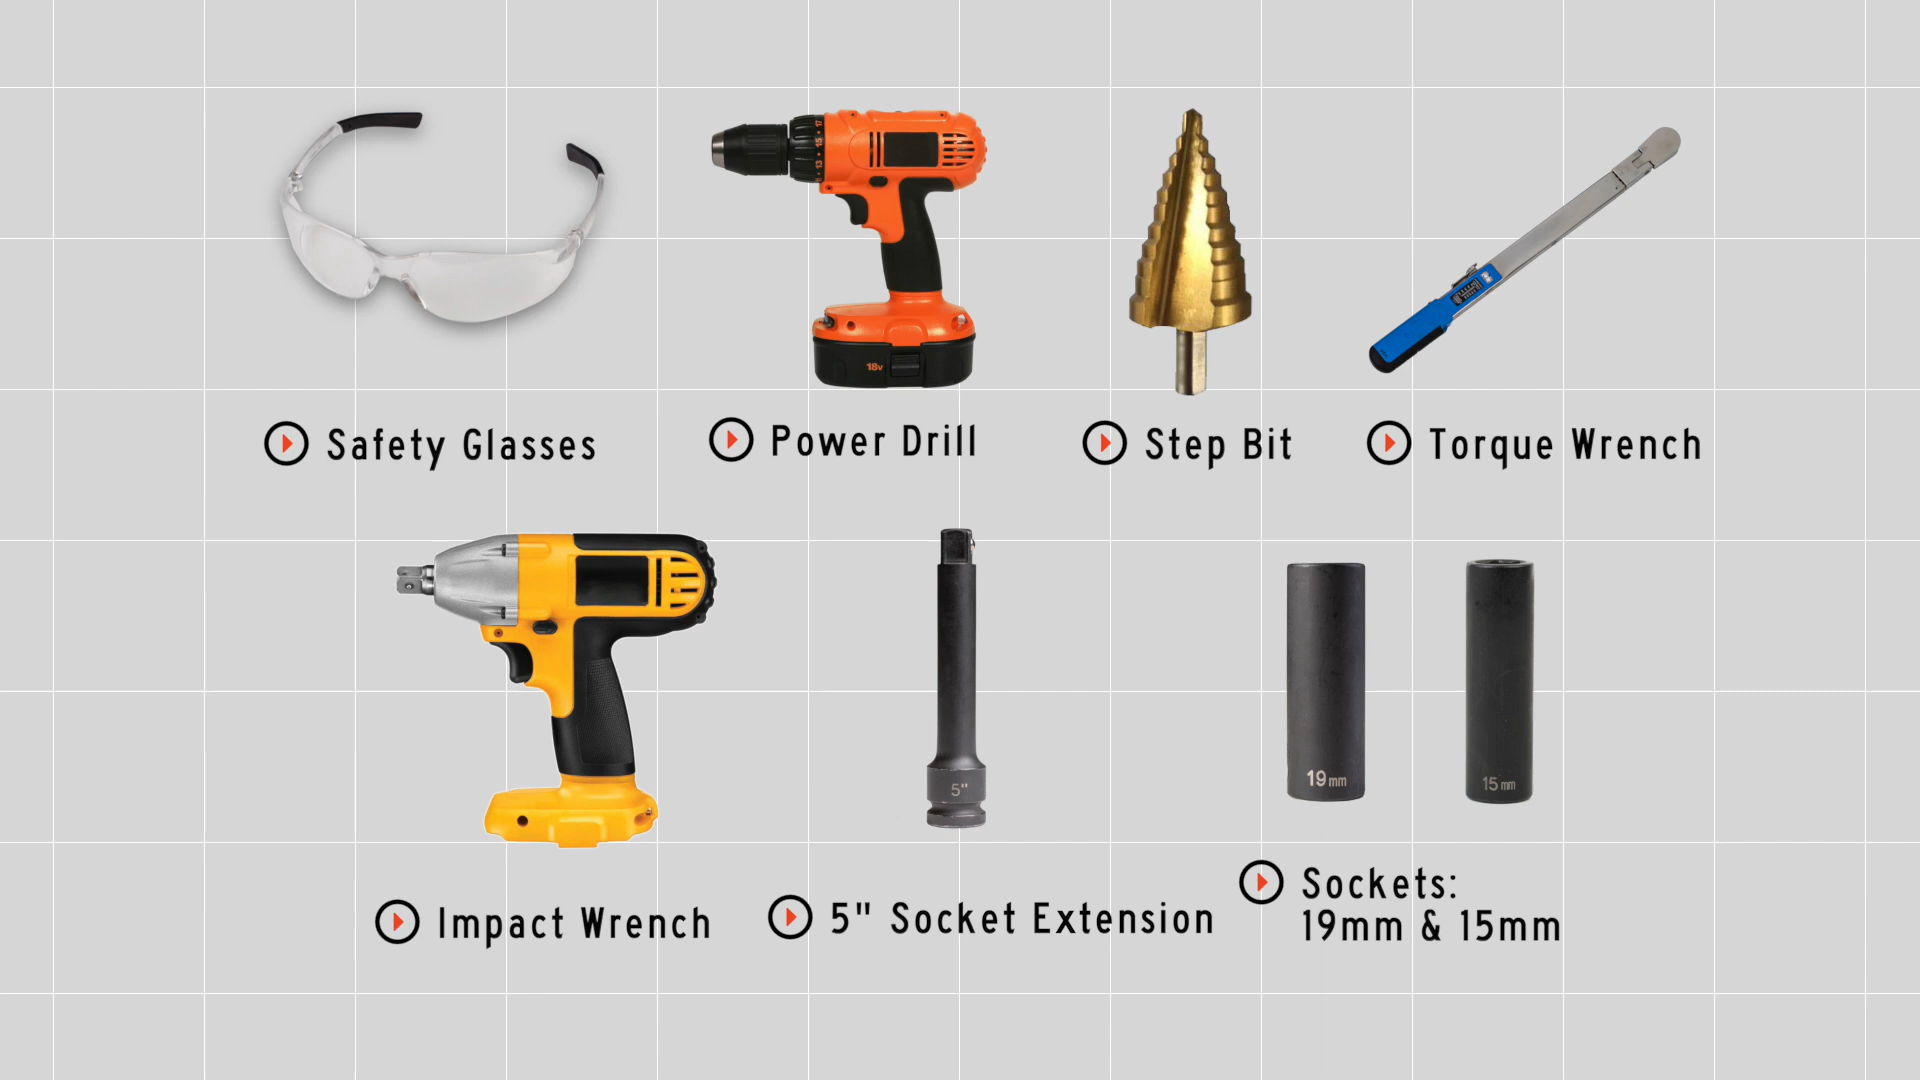 18v
Safety Glasses
Power Drill
Step Bit
Torque Wrench
5"
19mm
15mm
Impact Wrench
5" Socket Extension
Sockets:
19mm & 15mm